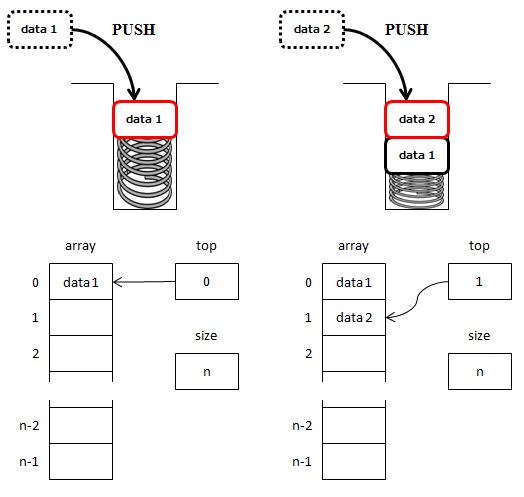 data 1 PUSH
data 1
array top
0 data1 0
1
size
2
n
n-2
n-1
data 2 PUSH
data 2
data 1
array top
0 data1 1
1 data2
size
2
n
n-2
n-1